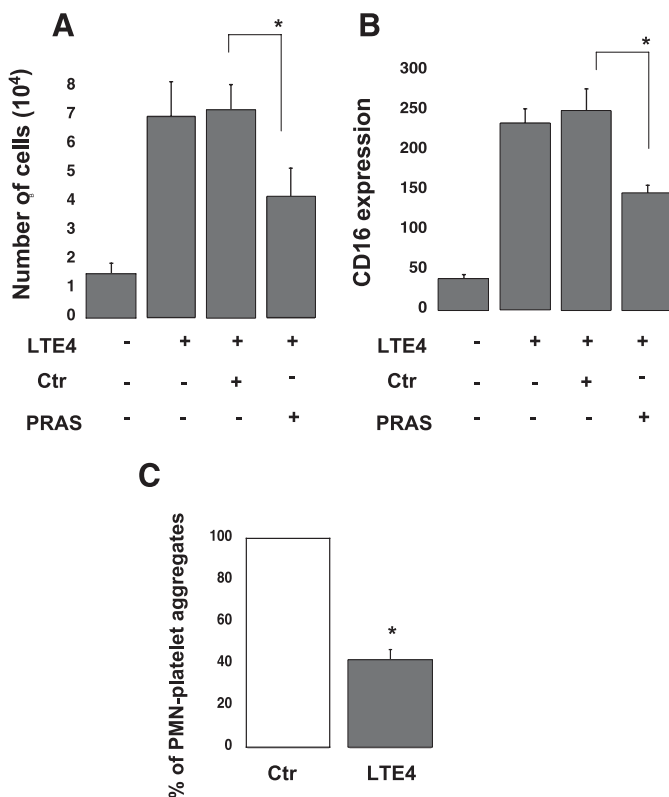 A
B
*
*
Number of cells (10⁴)
8
7
6
5
4
3
2
1
0
CD16 expression
300
250
200
150
100
50
0
LTE4 - + + +
Ctr - - + -
PRAS - - - +
LTE4 - + + +
Ctr - - + -
PRAS - - - +
C
% of PMN-platelet aggregates
100
80
60
40
20
0
*
Ctr LTE4